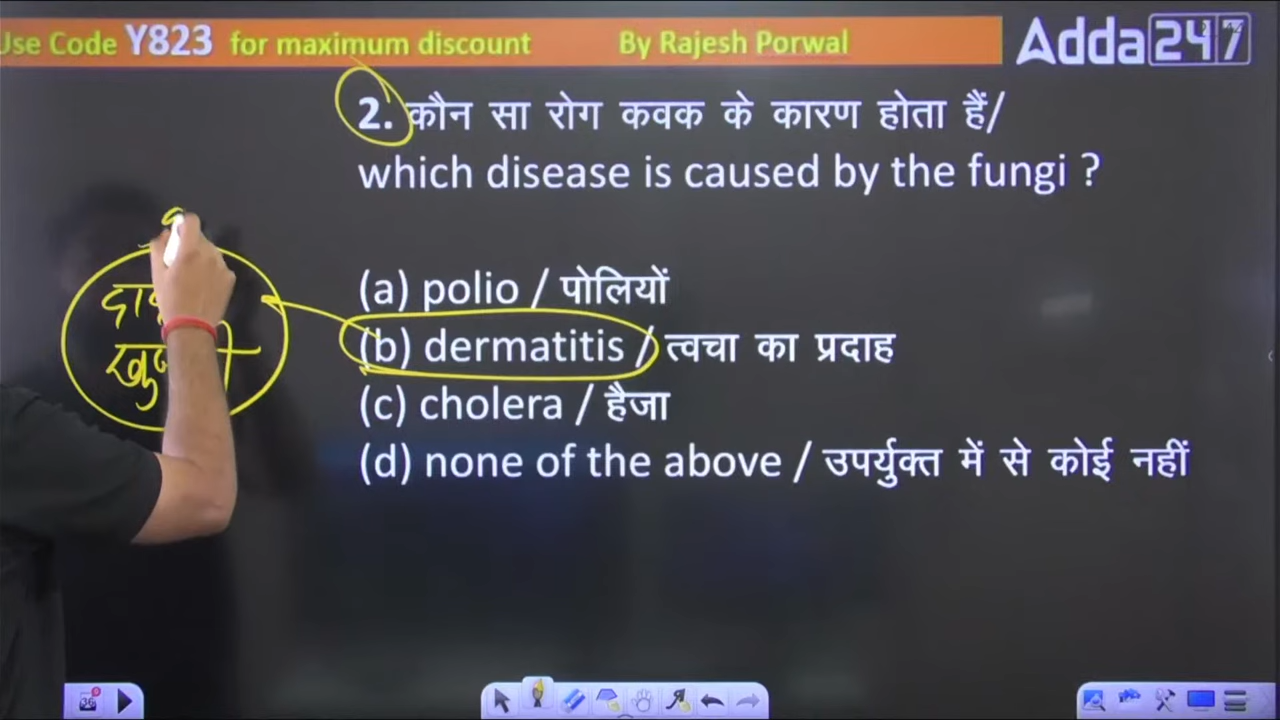 Use Code Y823 for maximum discount By Rajesh Porwal Adda247
2. कौन सा रोग कवक के कारण होता हैं/
which disease is caused by the fungi ?
(a) polio / पोलियों
(b) dermatitis / त्वचा का प्रदाह
(c) cholera / हैजा
(d) none of the above / उपर्युक्त में से कोई नहीं